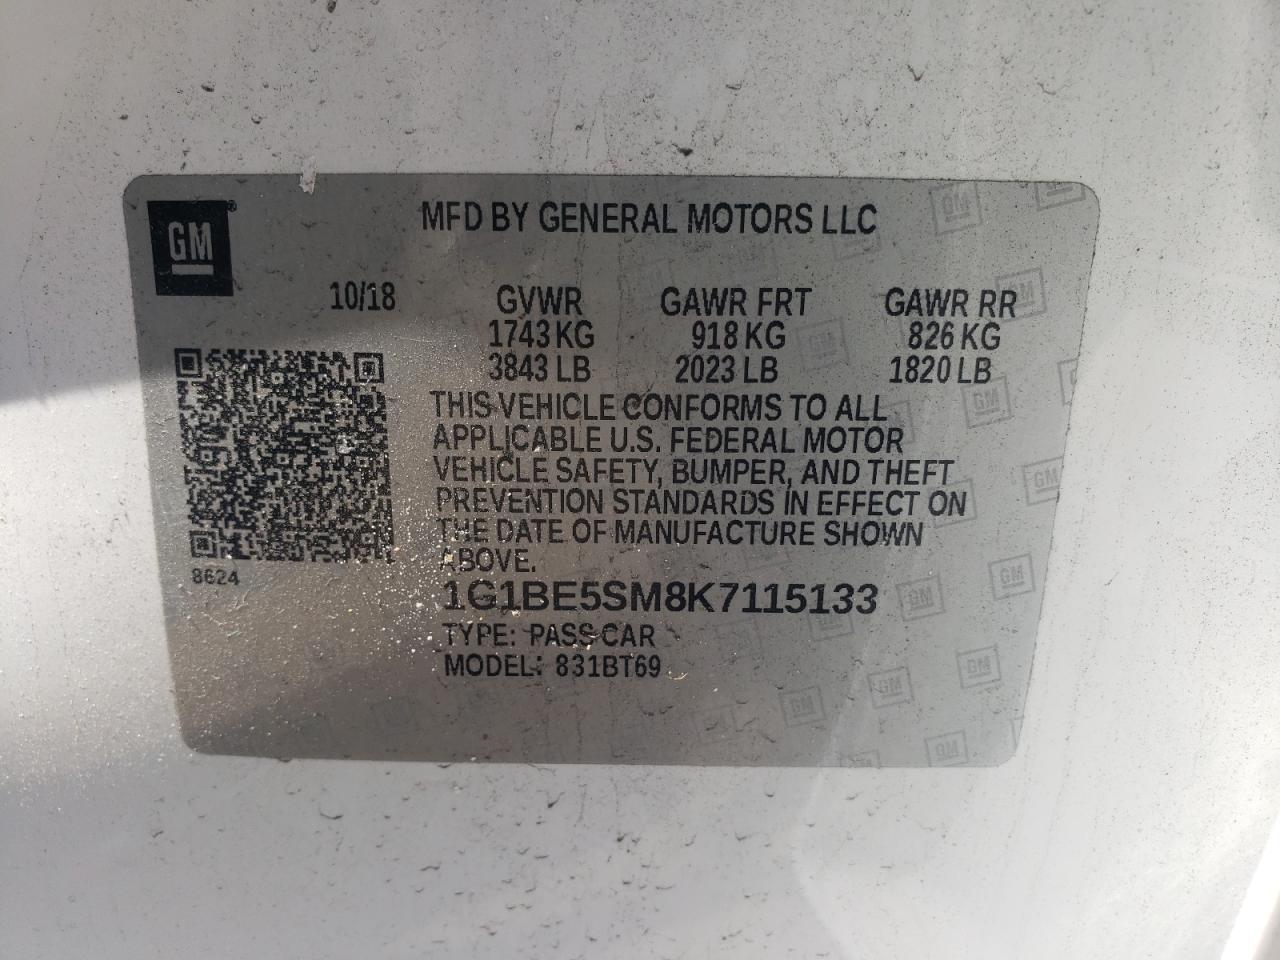 GM
MFD BY GENERAL MOTORS LLC
10/18 GVWR GAWR FRT GAWR RR
1743 KG 918 KG 826 KG
3843 LB 2023 LB 1820 LB
THIS VEHICLE CONFORMS TO ALL
APPLICABLE U.S. FEDERAL MOTOR
VEHICLE SAFETY, BUMPER, AND THEFT
PREVENTION STANDARDS IN EFFECT ON
THE DATE OF MANUFACTURE SHOWN
ABOVE.
8624
1G1BE5SM8K7115133
TYPE: PASS CAR
MODEL: 831BT69